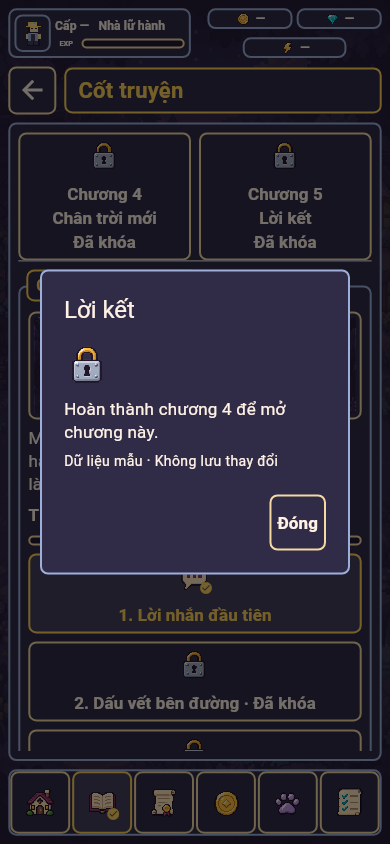 Cấp — Nhà lữ hành
EXP
—
—
—
Cốt truyện
Chương 4
Chân trời mới
Đã khóa
Chương 5
Lời kết
Đã khóa
Lời kết
Hoàn thành chương 4 để mở
chương này.
Dữ liệu mẫu · Không lưu thay đổi
Đóng
1. Lời nhắn đầu tiên
2. Dấu vết bên đường · Đã khóa